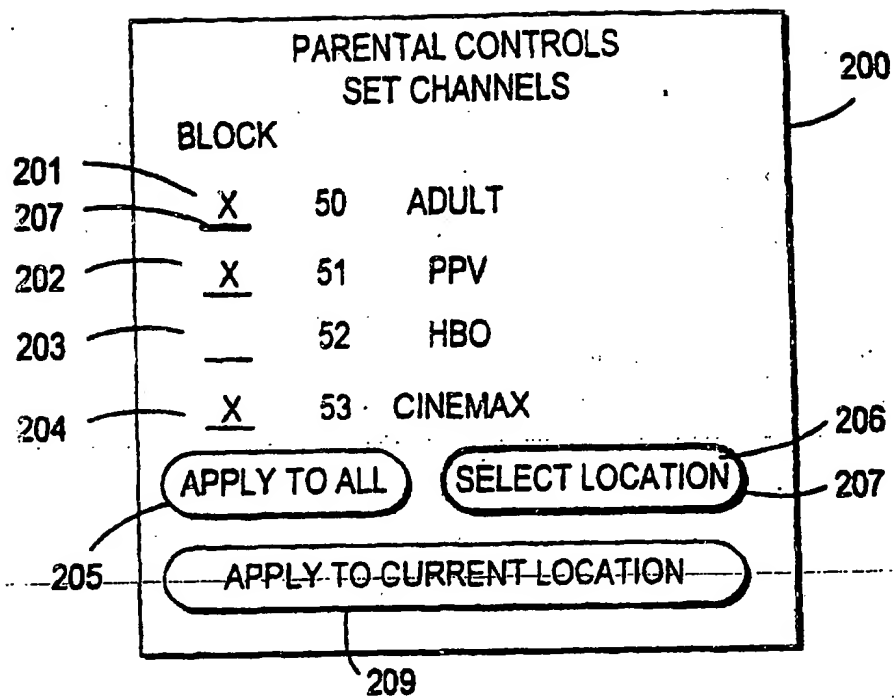 PARENTAL CONTROLS
SET CHANNELS
200
BLOCK
201
207
X 50 ADULT
202
X 51 PPV
203
52 HBO
204
X 53 CINEMAX
206
APPLY TO ALL
SELECT LOCATION
207
205
APPLY TO CURRENT LOCATION
209